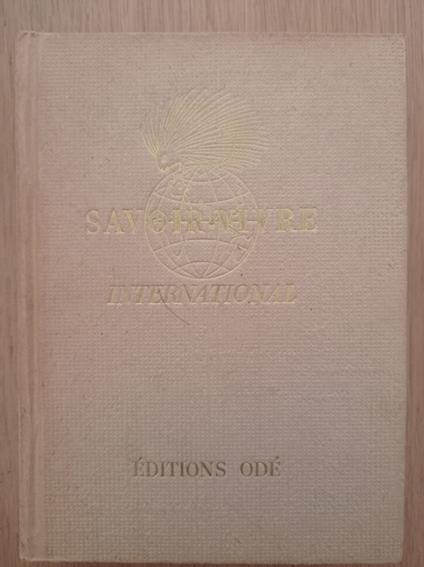 SAVOIR-VIVRE
INTERNATIONAL
ÉDITIONS ODÉ